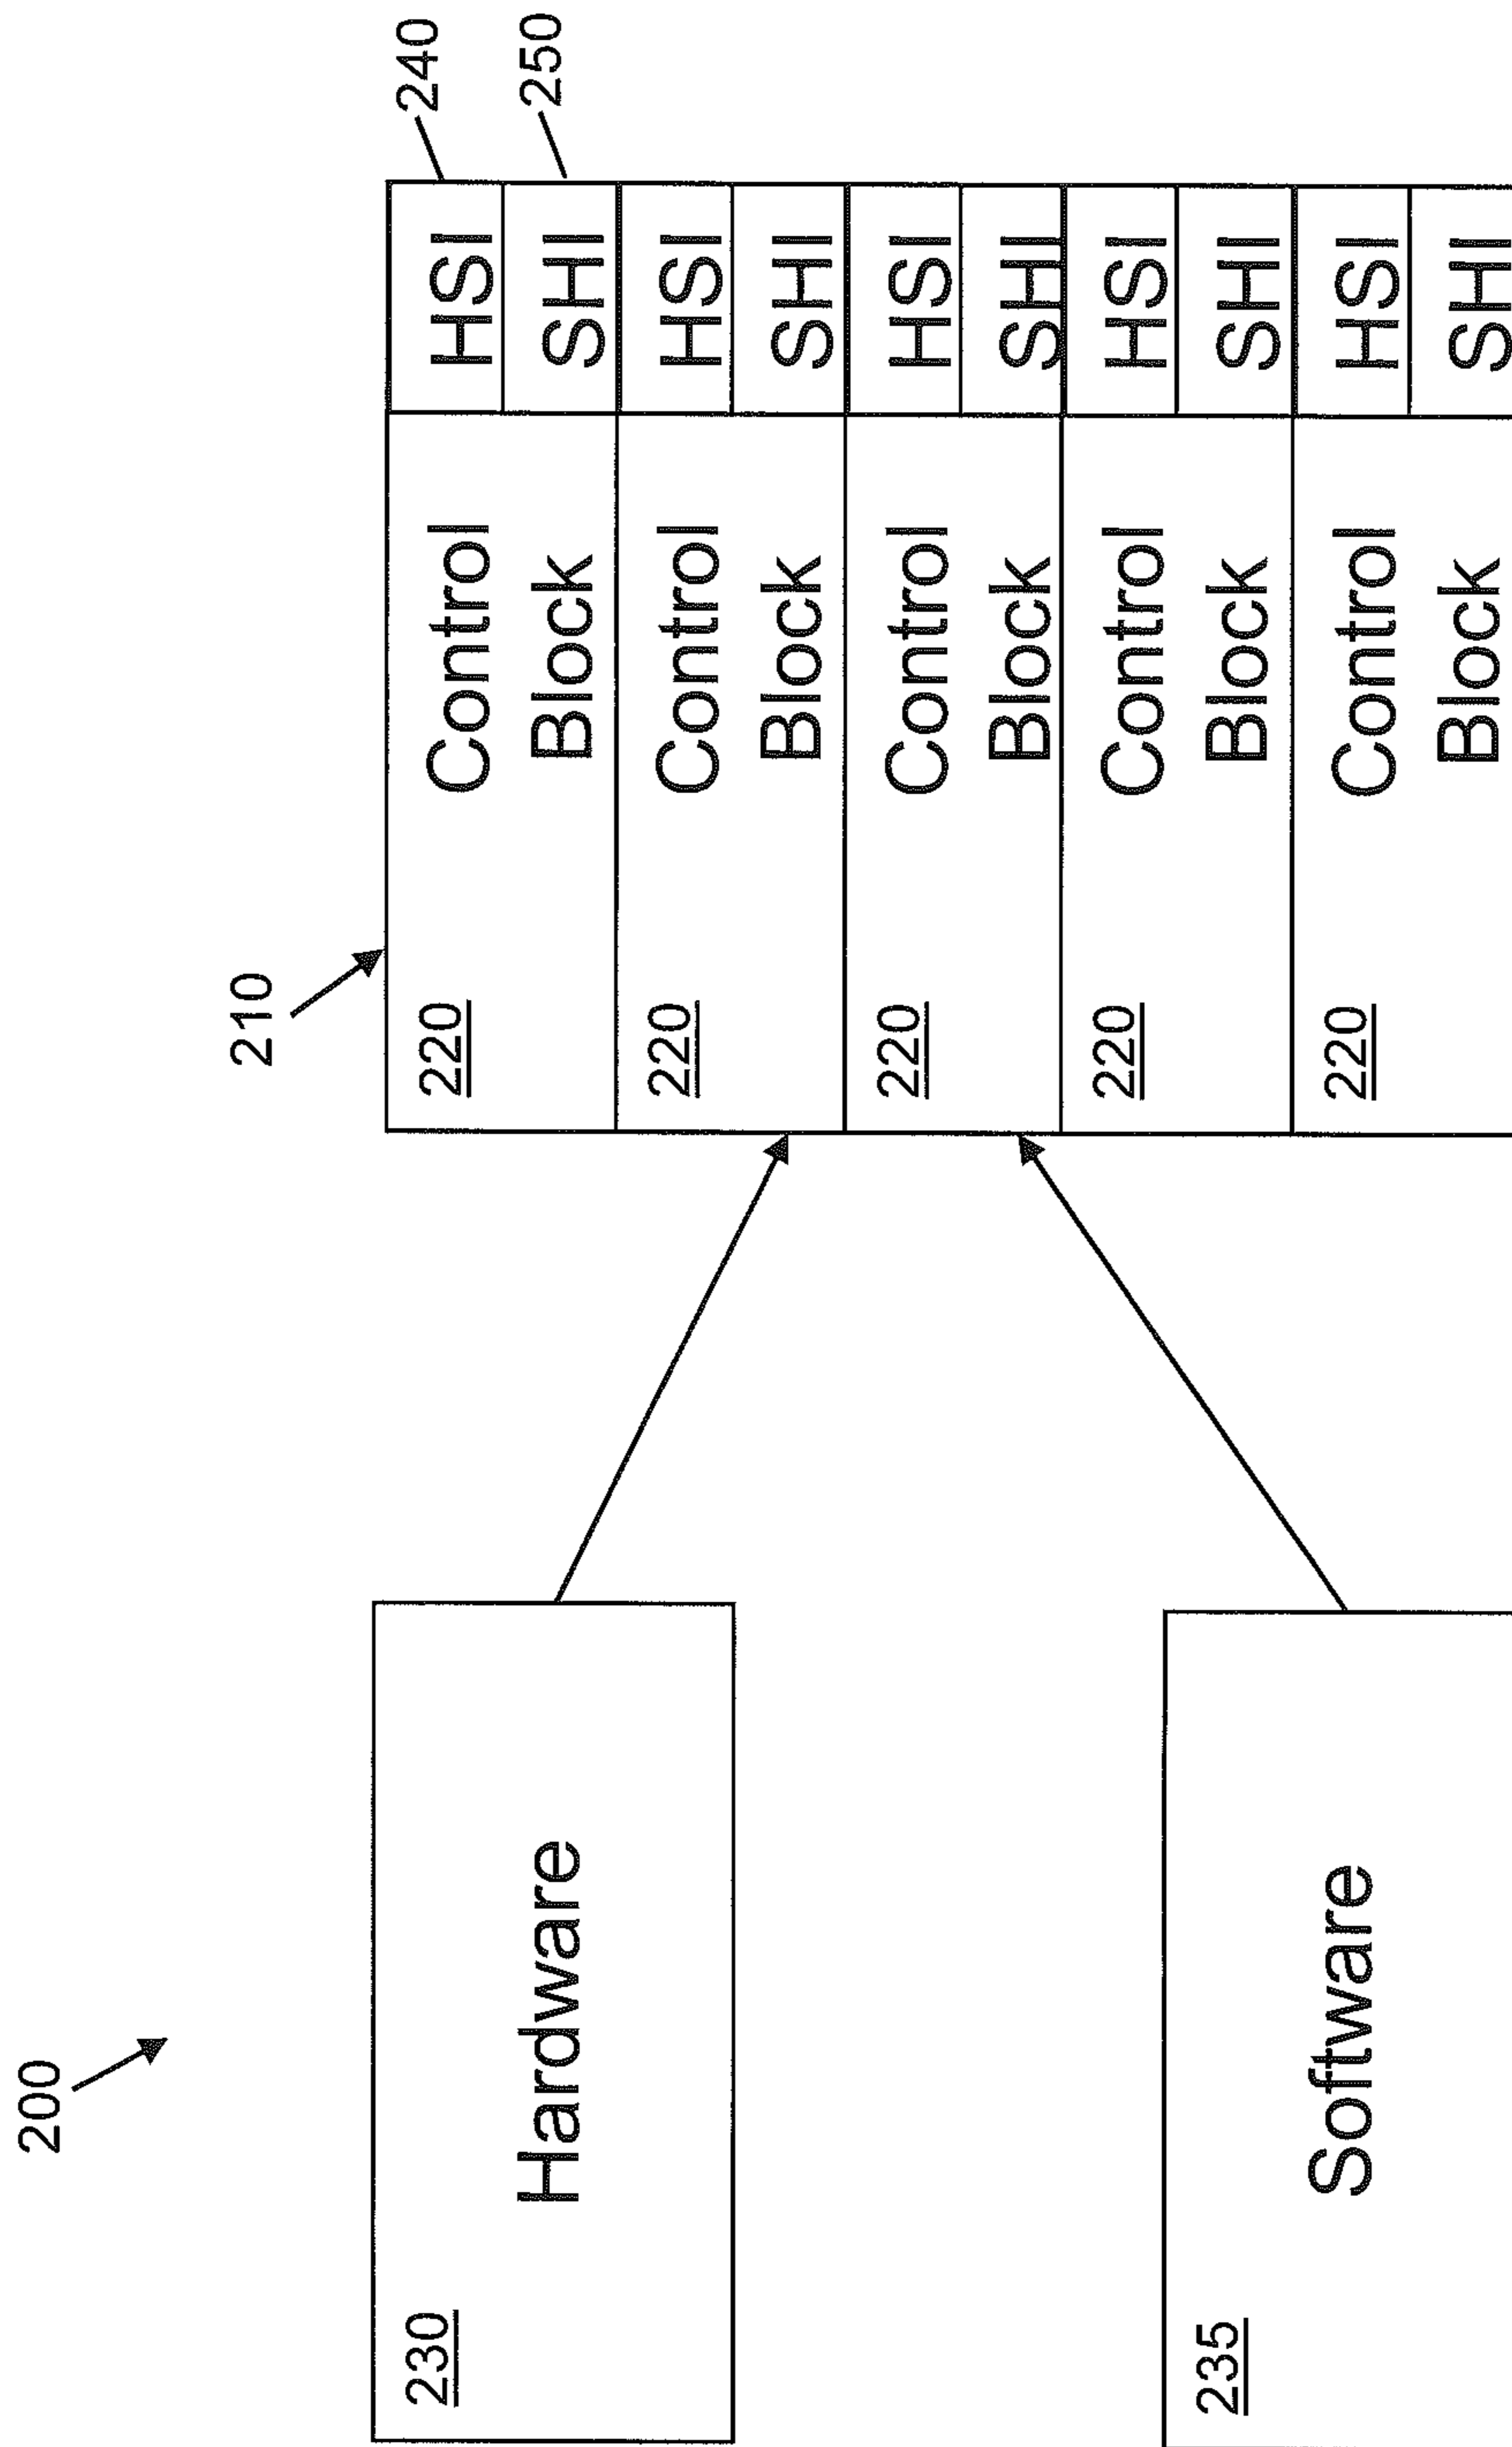 200
210
240
250
230
Hardware
235
Software
220
Control
Block
HSI
SHI
220
Control
Block
HSI
SHI
220
Control
Block
HSI
SHI
220
Control
Block
HSI
SHI
220
Control
Block
HSI
SHI